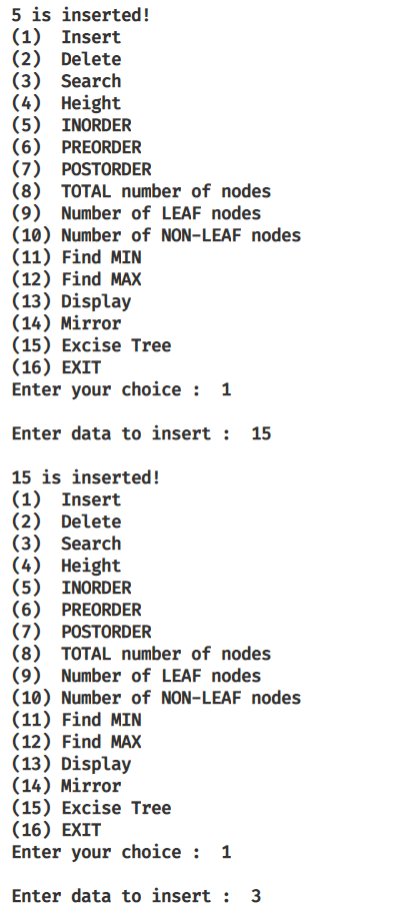 5 is inserted!
(1)  Insert
(2)  Delete
(3)  Search
(4)  Height
(5)  INORDER
(6)  PREORDER
(7)  POSTORDER
(8)  TOTAL number of nodes
(9)  Number of LEAF nodes
(10) Number of NON-LEAF nodes
(11) Find MIN
(12) Find MAX
(13) Display
(14) Mirror
(15) Excise Tree
(16) EXIT
Enter your choice :  1
Enter data to insert :  15
15 is inserted!
(1)  Insert
(2)  Delete
(3)  Search
(4)  Height
(5)  INORDER
(6)  PREORDER
(7)  POSTORDER
(8)  TOTAL number of nodes
(9)  Number of LEAF nodes
(10) Number of NON-LEAF nodes
(11) Find MIN
(12) Find MAX
(13) Display
(14) Mirror
(15) Excise Tree
(16) EXIT
Enter your choice :  1
Enter data to insert :  3